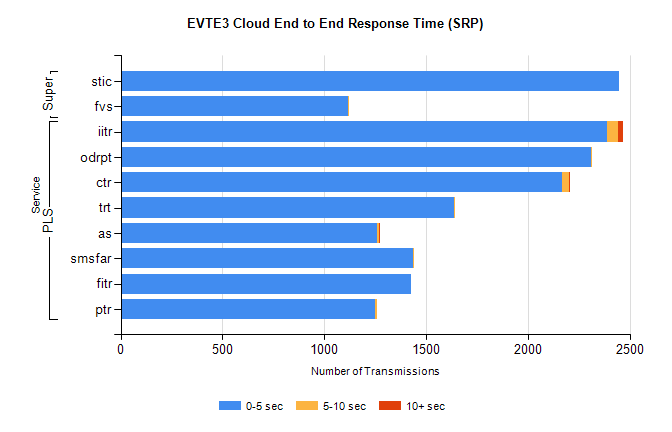 EVTE3 Cloud End to End Response Time (SRP)
Super
stic
fvs
Service
PLS
iitr
odrpt
ctr
trt
as
smsfar
fitr
ptr
0 500 1000 1500 2000 2500
Number of Transmissions
0-5 sec 5-10 sec 10+ sec